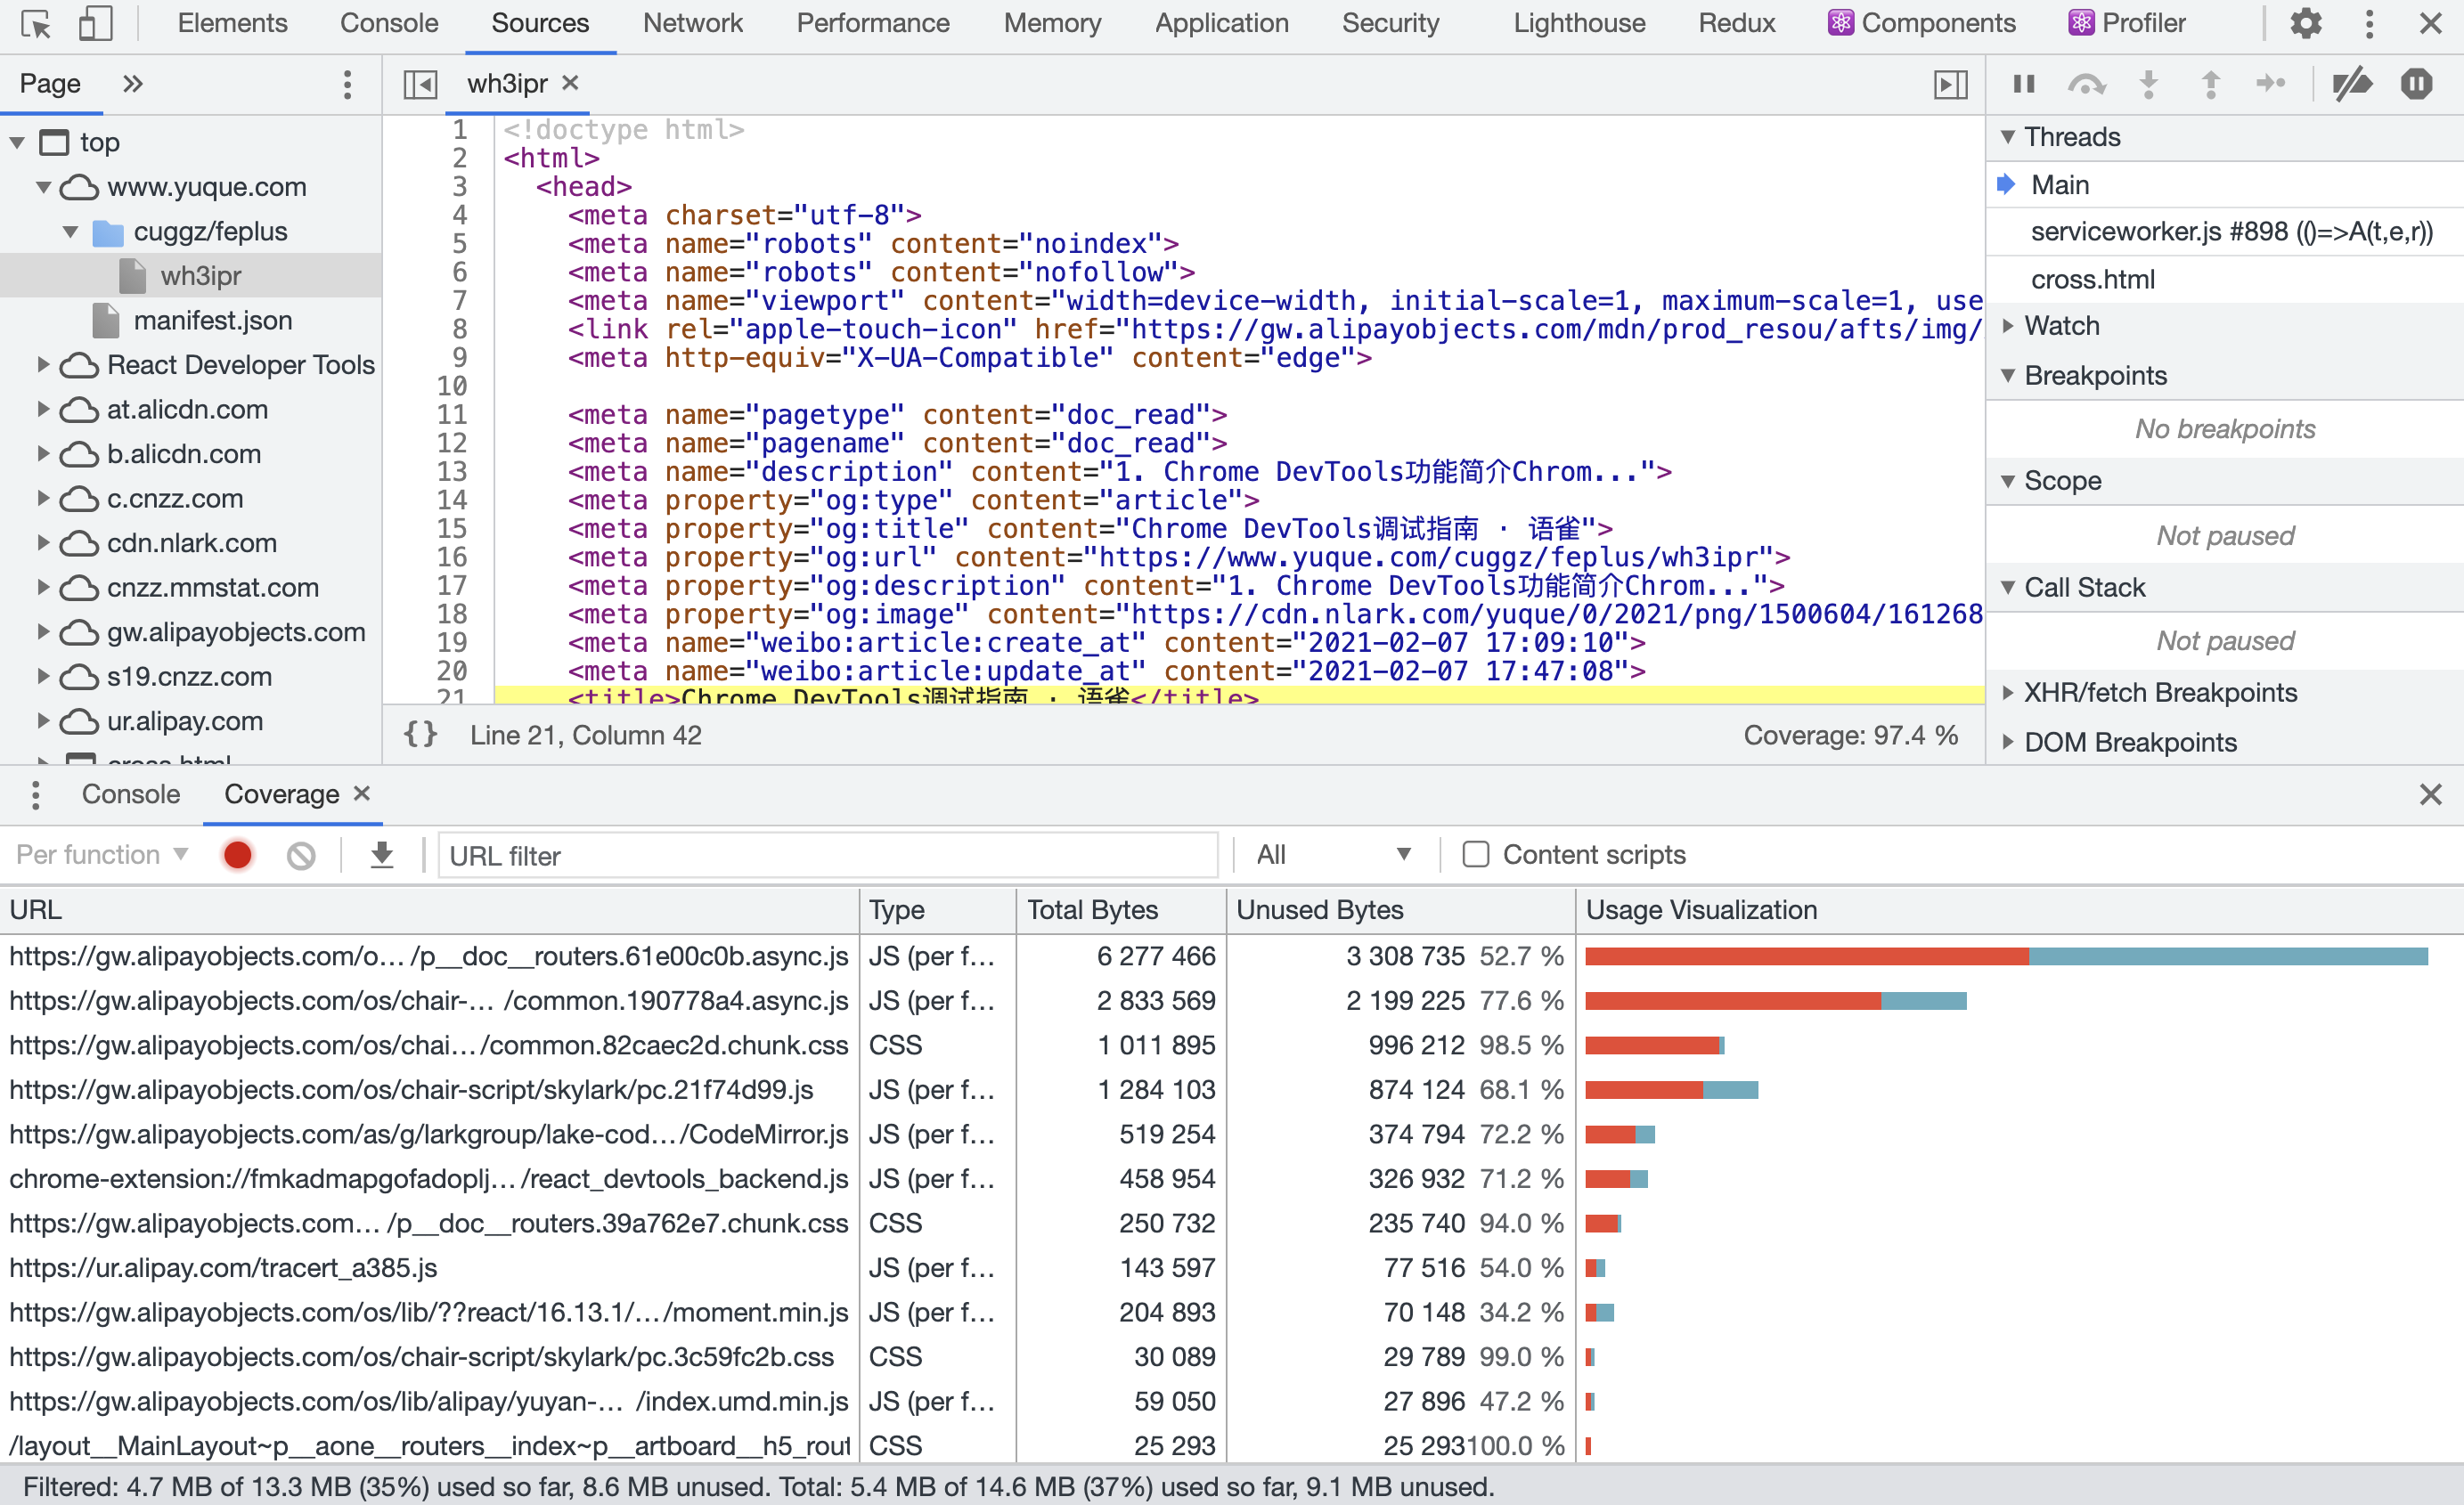 Elements Console Sources Network Performance Memory Application Security Lighthouse Redux Components Profiler
Page
wh3ipr
top
www.yuque.com
cuggz/feplus
wh3ipr
manifest.json
React Developer Tools
at.alicdn.com
b.alicdn.com
c.cnzz.com
cdn.nlark.com
cnzz.mmstat.com
gw.alipayobjects.com
s19.cnzz.com
ur.alipay.com
cross.html
1 <!doctype html>
2 <html>
3 <head>
4 <meta charset="utf-8">
5 <meta name="robots" content="noindex">
6 <meta name="robots" content="nofollow">
7 <meta name="viewport" content="width=device-width, initial-scale=1, maximum-scale=1, use
8 <link rel="apple-touch-icon" href="https://gw.alipayobjects.com/mdn/prod_resou/afts/img/
9 <meta http-equiv="X-UA-Compatible" content="edge">
10
11 <meta name="pagetype" content="doc_read">
12 <meta name="pagename" content="doc_read">
13 <meta name="description" content="1. Chrome DevTools功能简介Chrom...">
14 <meta property="og:type" content="article">
15 <meta property="og:title" content="Chrome DevTools调试指南 · 语雀">
16 <meta property="og:url" content="https://www.yuque.com/cuggz/feplus/wh3ipr">
17 <meta property="og:description" content="1. Chrome DevTools功能简介Chrom...">
18 <meta property="og:image" content="https://cdn.nlark.com/yuque/0/2021/png/1500604/161268
19 <meta name="weibo:article:create_at" content="2021-02-07 17:09:10">
20 <meta name="weibo:article:update_at" content="2021-02-07 17:47:08">
21 <title>Chrome DevTools调试指南 · 语雀</title>
{} Line 21, Column 42 Coverage: 97.4 %
Threads
Main
serviceworker.js #898 (()=>A(t,e,r))
cross.html
Watch
Breakpoints
No breakpoints
Scope
Not paused
Call Stack
Not paused
XHR/fetch Breakpoints
DOM Breakpoints
Console Coverage
Per function URL filter All Content scripts
URL Type Total Bytes Unused Bytes Usage Visualization
https://gw.alipayobjects.com/o… /p__doc__routers.61e00c0b.async.js JS (per f… 6 277 466 3 308 735 52.7 %
https://gw.alipayobjects.com/os/chair-… /common.190778a4.async.js JS (per f… 2 833 569 2 199 225 77.6 %
https://gw.alipayobjects.com/os/chai… /common.82caec2d.chunk.css CSS 1 011 895 996 212 98.5 %
https://gw.alipayobjects.com/os/chair-script/skylark/pc.21f74d99.js JS (per f… 1 284 103 874 124 68.1 %
https://gw.alipayobjects.com/as/g/larkgroup/lake-cod… /CodeMirror.js JS (per f… 519 254 374 794 72.2 %
chrome-extension://fmkadmapgofadoplj… /react_devtools_backend.js JS (per f… 458 954 326 932 71.2 %
https://gw.alipayobjects.com… /p__doc__routers.39a762e7.chunk.css CSS 250 732 235 740 94.0 %
https://ur.alipay.com/tracert_a385.js JS (per f… 143 597 77 516 54.0 %
https://gw.alipayobjects.com/os/lib/??react/16.13.1/… /moment.min.js JS (per f… 204 893 70 148 34.2 %
https://gw.alipayobjects.com/os/chair-script/skylark/pc.3c59fc2b.css CSS 30 089 29 789 99.0 %
https://gw.alipayobjects.com/os/lib/alipay/yuyan-… /index.umd.min.js JS (per f… 59 050 27 896 47.2 %
/layout__MainLayout~p__aone__routers__index~p__artboard__h5_rout CSS 25 293 25 293 100.0 %
Filtered: 4.7 MB of 13.3 MB (35%) used so far, 8.6 MB unused. Total: 5.4 MB of 14.6 MB (37%) used so far, 9.1 MB unused.